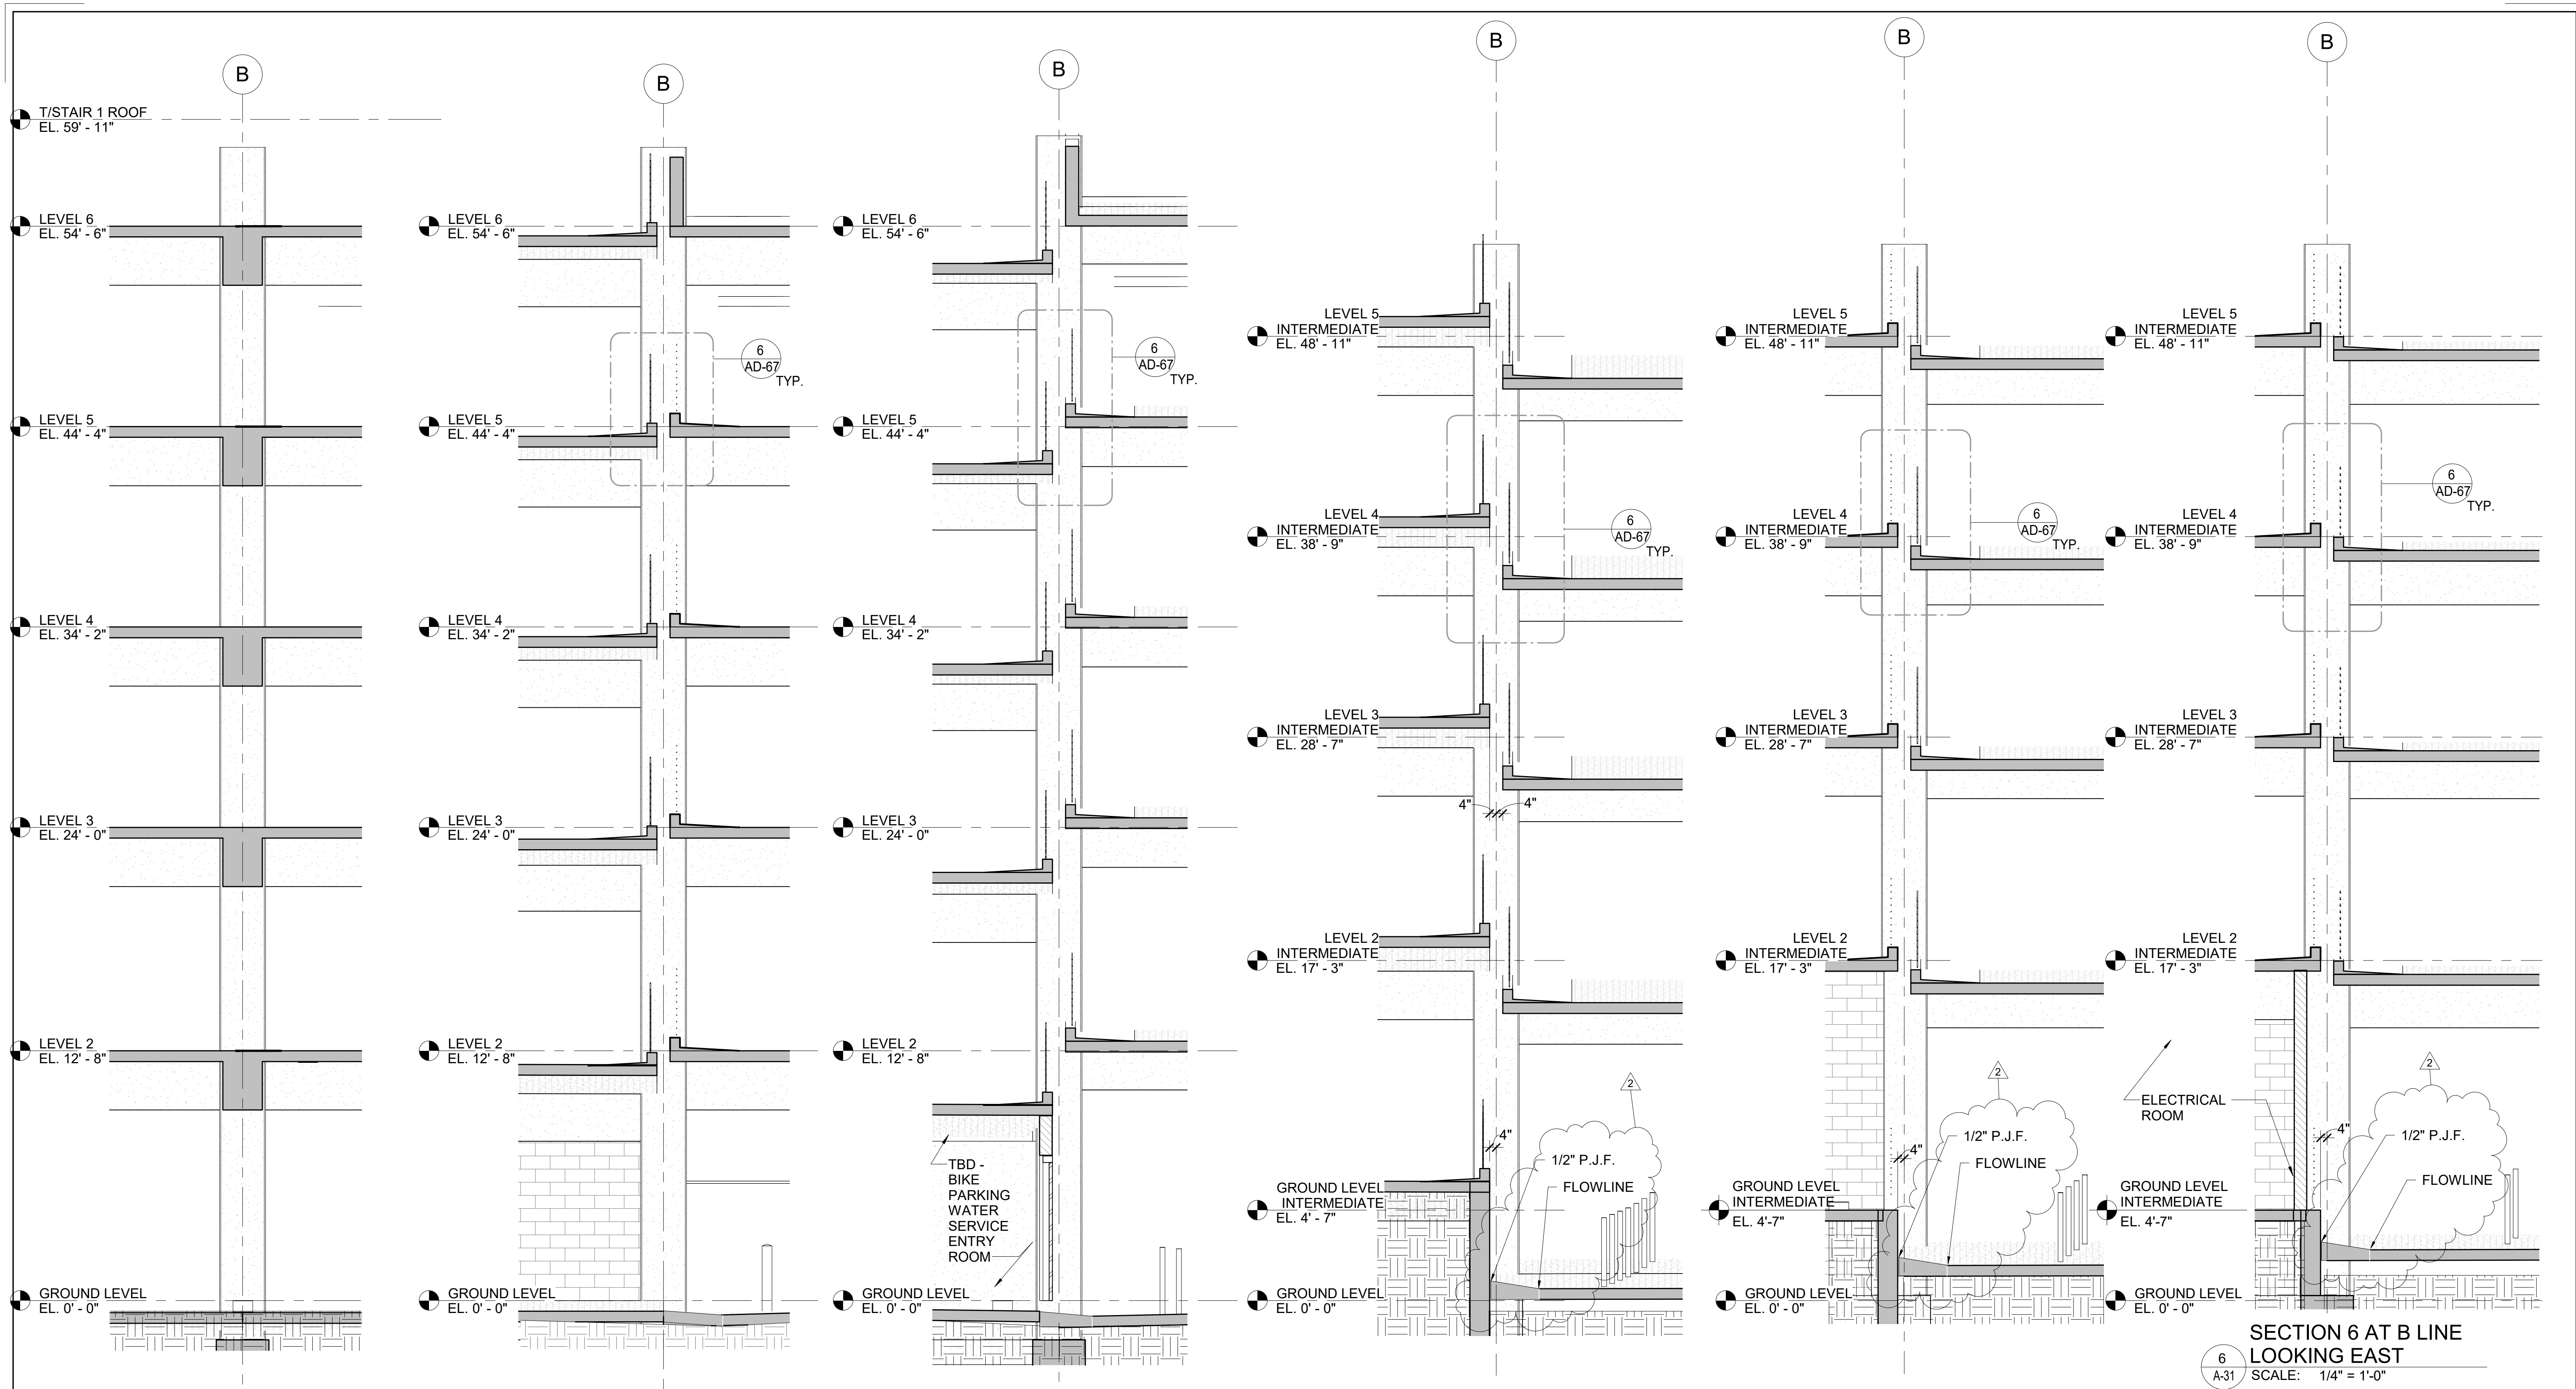 B
T/STAIR 1 ROOF
EL. 59' - 11"
LEVEL 6
EL. 54' - 6"
LEVEL 5
EL. 44' - 4"
LEVEL 4
EL. 34' - 2"
LEVEL 3
EL. 24' - 0"
LEVEL 2
EL. 12' - 8"
GROUND LEVEL
EL. 0' - 0"
B
LEVEL 6
EL. 54' - 6"
6
AD-67
TYP.
LEVEL 5
EL. 44' - 4"
LEVEL 4
EL. 34' - 2"
LEVEL 3
EL. 24' - 0"
LEVEL 2
EL. 12' - 8"
GROUND LEVEL
EL. 0' - 0"
B
LEVEL 6
EL. 54' - 6"
6
AD-67
TYP.
LEVEL 5
EL. 44' - 4"
LEVEL 4
EL. 34' - 2"
LEVEL 3
EL. 24' - 0"
LEVEL 2
EL. 12' - 8"
TBD -
BIKE
PARKING
WATER
SERVICE
ENTRY
ROOM
GROUND LEVEL
EL. 0' - 0"
B
LEVEL 5
INTERMEDIATE
EL. 48' - 11"
LEVEL 4
INTERMEDIATE
EL. 38' - 9"
6
AD-67
TYP.
LEVEL 3
INTERMEDIATE
EL. 28' - 7"
4"
4"
LEVEL 2
INTERMEDIATE
EL. 17' - 3"
2
4"
1/2" P.J.F.
FLOWLINE
GROUND LEVEL
INTERMEDIATE
EL. 4' - 7"
GROUND LEVEL
EL. 0' - 0"
B
LEVEL 5
INTERMEDIATE
EL. 48' - 11"
LEVEL 4
INTERMEDIATE
EL. 38' - 9"
6
AD-67
TYP.
LEVEL 3
INTERMEDIATE
EL. 28' - 7"
LEVEL 2
INTERMEDIATE
EL. 17' - 3"
2
4"
1/2" P.J.F.
FLOWLINE
GROUND LEVEL
INTERMEDIATE
EL. 4'-7"
GROUND LEVEL
EL. 0' - 0"
B
LEVEL 5
INTERMEDIATE
EL. 48' - 11"
6
AD-67
TYP.
LEVEL 4
INTERMEDIATE
EL. 38' - 9"
LEVEL 3
INTERMEDIATE
EL. 28' - 7"
LEVEL 2
INTERMEDIATE
EL. 17' - 3"
2
ELECTRICAL
ROOM
4"
1/2" P.J.F.
FLOWLINE
GROUND LEVEL
INTERMEDIATE
EL. 4'-7"
GROUND LEVEL
EL. 0' - 0"
SECTION 6 AT B LINE
LOOKING EAST
6
A-31
SCALE: 1/4" = 1'-0"